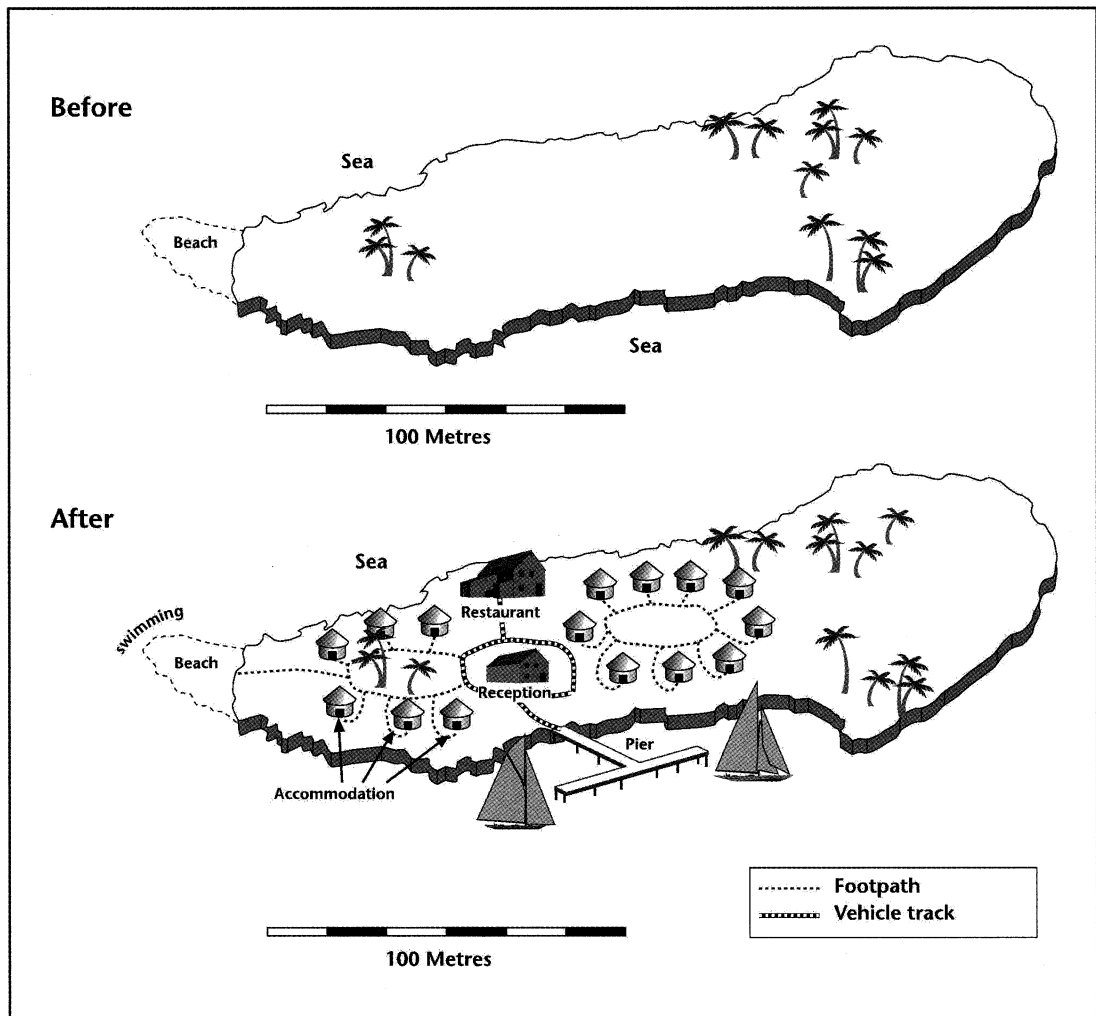 Before
Sea
Beach
Sea
100 Metres
After
Sea
swimming
Restaurant
Beach
Reception
Pier
Accommodation
Footpath
Vehicle track
100 Metres